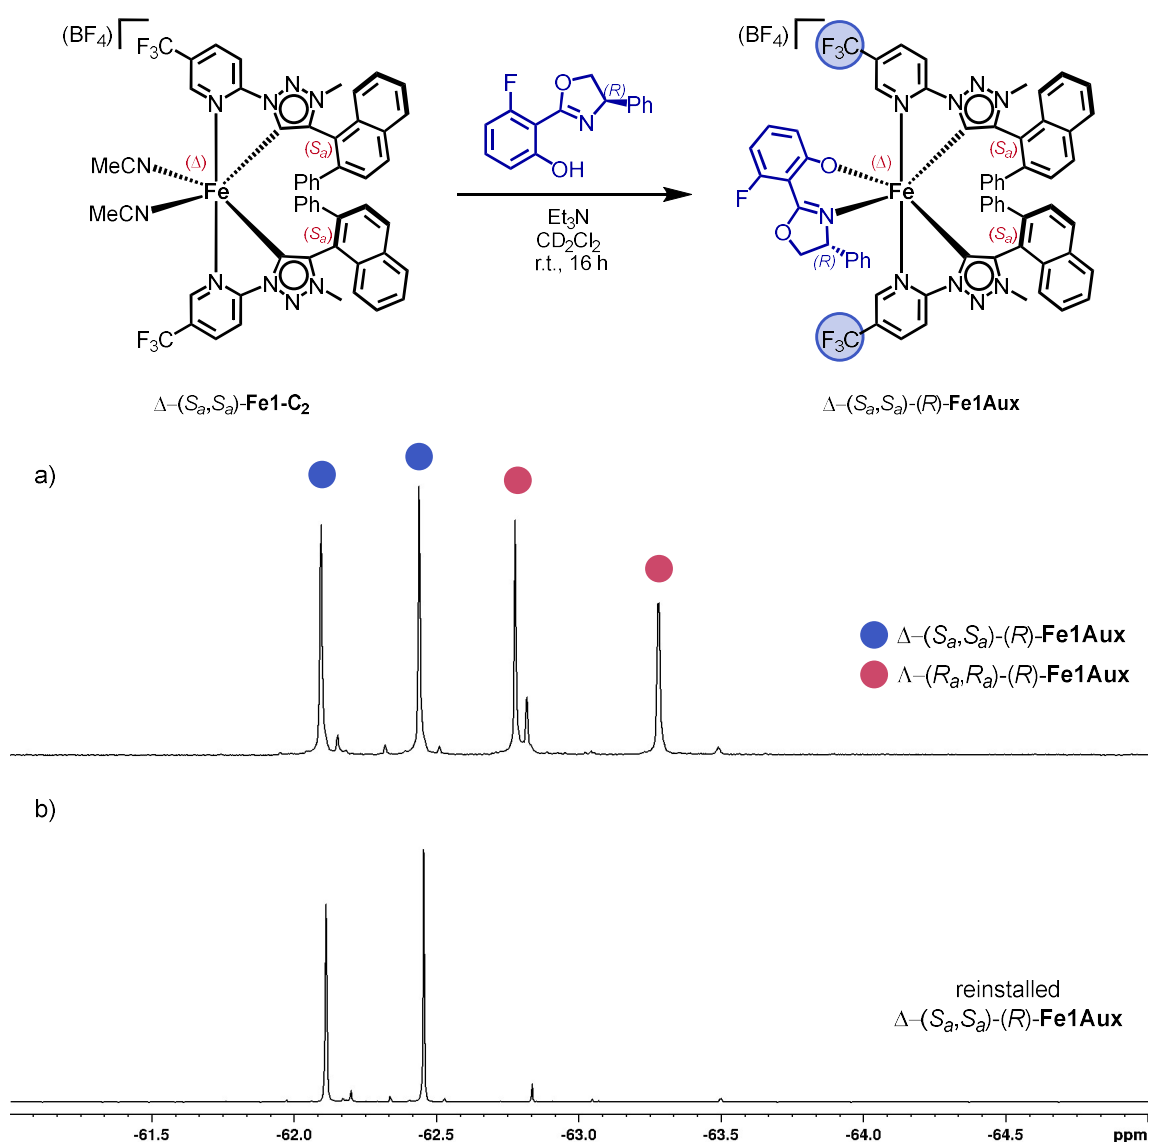 (BF4)
F3C
N
N
N
N
(Sa)
MeCN
(Δ)
Ph
MeCN
Fe
Ph
(Sa)
N
N
N
N
F3C
Δ–(Sa,Sa)-Fe1-C2
F
O
(R)
Ph
N
OH
Et3N
CD2Cl2
r.t., 16 h
(BF4)
F3C
N
N
N
N
(Sa)
O
(Δ)
Ph
Fe
F
N
Ph
(Sa)
O
(R)
Ph
N
N
N
N
F3C
Δ–(Sa,Sa)-(R)-Fe1Aux
a)
Δ–(Sa,Sa)-(R)-Fe1Aux
Λ–(Ra,Ra)-(R)-Fe1Aux
b)
reinstalled
Δ–(Sa,Sa)-(R)-Fe1Aux
-61.5 -62.0 -62.5 -63.0 -63.5 -64.0 -64.5 ppm